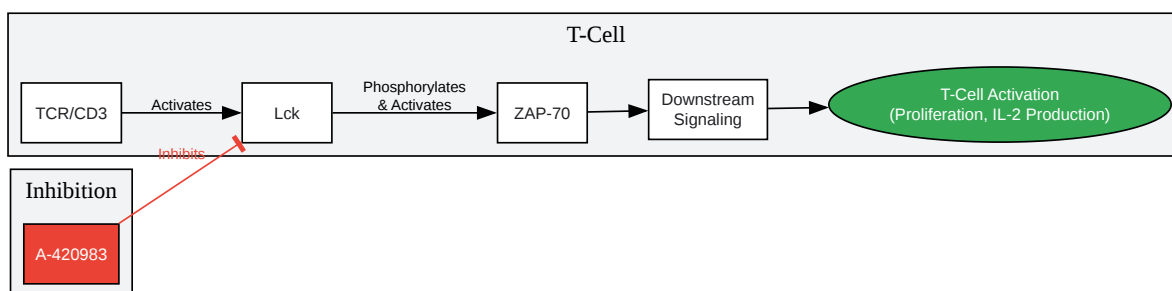 T-Cell
TCR/CD3
Activates
Lck
Phosphorylates
& Activates
ZAP-70
Downstream
Signaling
T-Cell Activation
(Proliferation, IL-2 Production)
Inhibits
Inhibition
A-420983